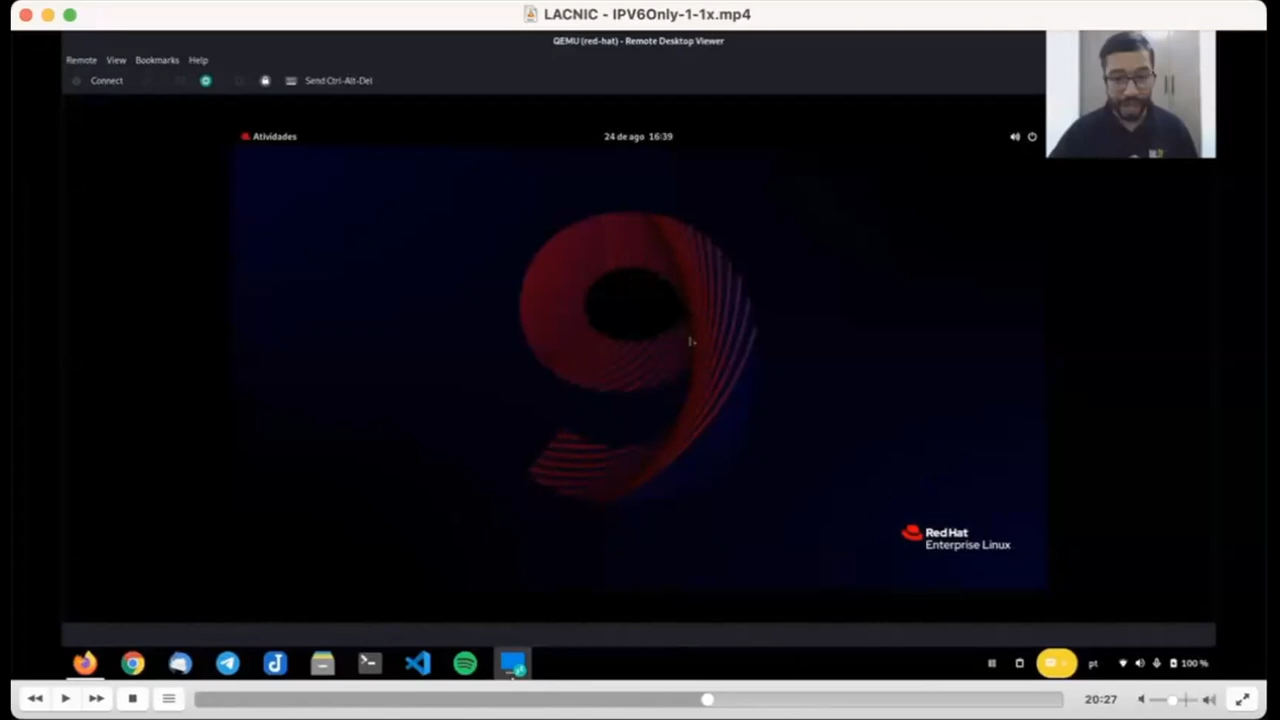 LACNIC - IPV6Only-1-1x.mp4
QEMU (red-hat) - Remote Desktop Viewer
Remote View Bookmarks Help
Connect Send Ctrl-Alt-Del
Atividades 24 de ago 16:39
Red Hat
Enterprise Linux
pt 100 %
20:27